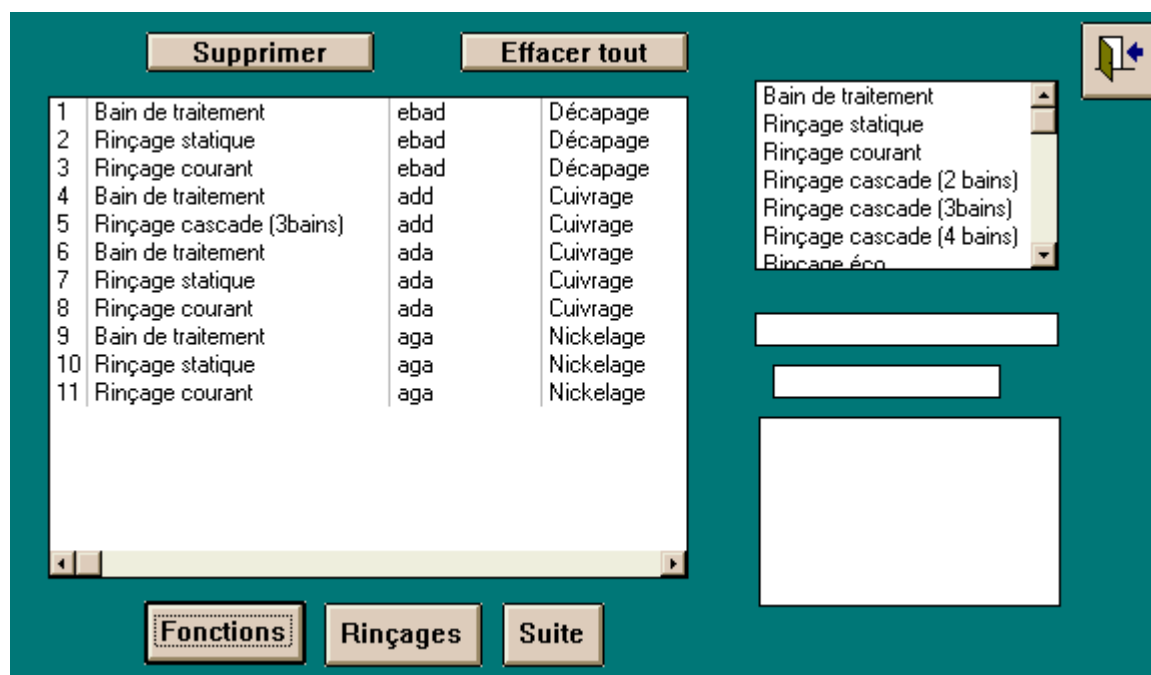 Supprimer Effacer tout
1 Bain de traitement ebad Décapage
2 Rinçage statique ebad Décapage
3 Rinçage courant ebad Décapage
4 Bain de traitement add Cuivrage
5 Rinçage cascade (3bains) add Cuivrage
6 Bain de traitement ada Cuivrage
7 Rinçage statique ada Cuivrage
8 Rinçage courant ada Cuivrage
9 Bain de traitement aga Nickelage
10 Rinçage statique aga Nickelage
11 Rinçage courant aga Nickelage
Bain de traitement
Rinçage statique
Rinçage courant
Rinçage cascade (2 bains)
Rinçage cascade (3bains)
Rinçage cascade (4 bains)
Rinçage éco
Fonctions Rinçages Suite